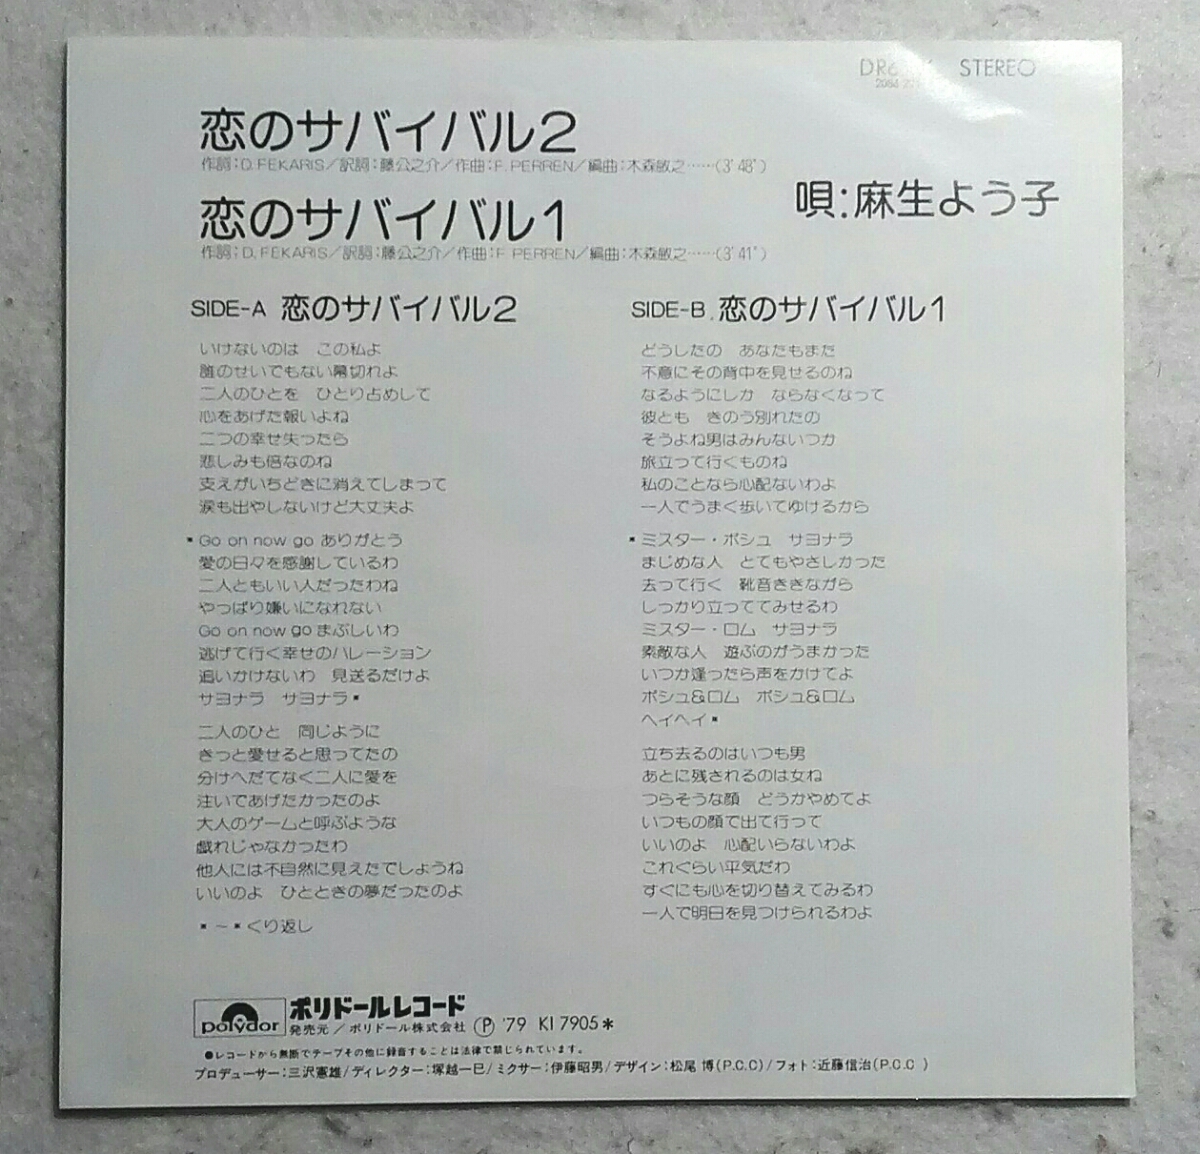 STEREO
恋のサバイバル2
作詞:D.FEKARIS/訳詞:藤公之介/作曲:F.PERREN/編曲:木森敏之……(3'48")
恋のサバイバル1
作詞:D.FEKARIS/訳詞:藤公之介/作曲:F.PERREN/編曲:木森敏之……(3'41")
唄:麻生よう子
SIDE-A 恋のサバイバル2
いけないのは この私よ
誰のせいでもない幕切れよ
二人のひとを ひとり占めして
心をあげた報いよね
二つの幸せ失ったら
悲しみも倍なのね
支えがいちどきに消えてしまって
涙も出やしないけど大丈夫よ
*Go on now go ありがとう
愛の日々を感謝しているわ
二人ともいい人だったわね
やっぱり嫌いになれない
Go on now go まぶしいわ
逃げて行く幸せのハレーション
追いかけないわ 見送るだけよ
サヨナラ サヨナラ*
二人のひと 同じように
きっと愛せると思ってたの
分けへだてなく二人に愛を
注いであげたかったのよ
大人のゲームと呼ぶような
戯れじゃなかったわ
他人には不自然に見えたでしょうね
いいのよ ひとときの夢だったのよ
*~*くり返し
SIDE-B 恋のサバイバル1
どうしたの あなたもまた
不意にその背中を見せるのね
なるようにしか ならなくなって
彼とも きのう別れたの
そうよね男はみんないつか
旅立って行くものね
私のことなら心配ないわよ
一人でうまく歩いてゆけるから
*ミスター・ボシュ サヨナラ
まじめな人 とてもやさしかった
去って行く 靴音ききながら
しっかり立っててみせるわ
ミスター・ロム サヨナラ
素敵な人 遊ぶのがうまかった
いつか逢ったら声をかけてよ
ボシュ&ロム ボシュ&ロム
ヘイヘイ*
立ち去るのはいつも男
あとに残されるのは女ね
つらそうな顔 どうかやめてよ
いつもの顔で出て行って
いいのよ 心配いらないわよ
これぐらい平気だわ
すぐにも心を切り替えてみるわ
一人で明日を見つけられるわよ
polydor ポリドールレコード
発売元/ポリドール株式会社 Ⓟ'79 KI 7905*
●レコードから無断でテープその他に録音することは法律で禁じられています。
プロデューサー:三沢憲雄/ディレクター:塚越一巳/ミクサー:伊藤昭男/デザイン:松尾 博(P.C.C)/フォト:近藤信治(P.C.C )